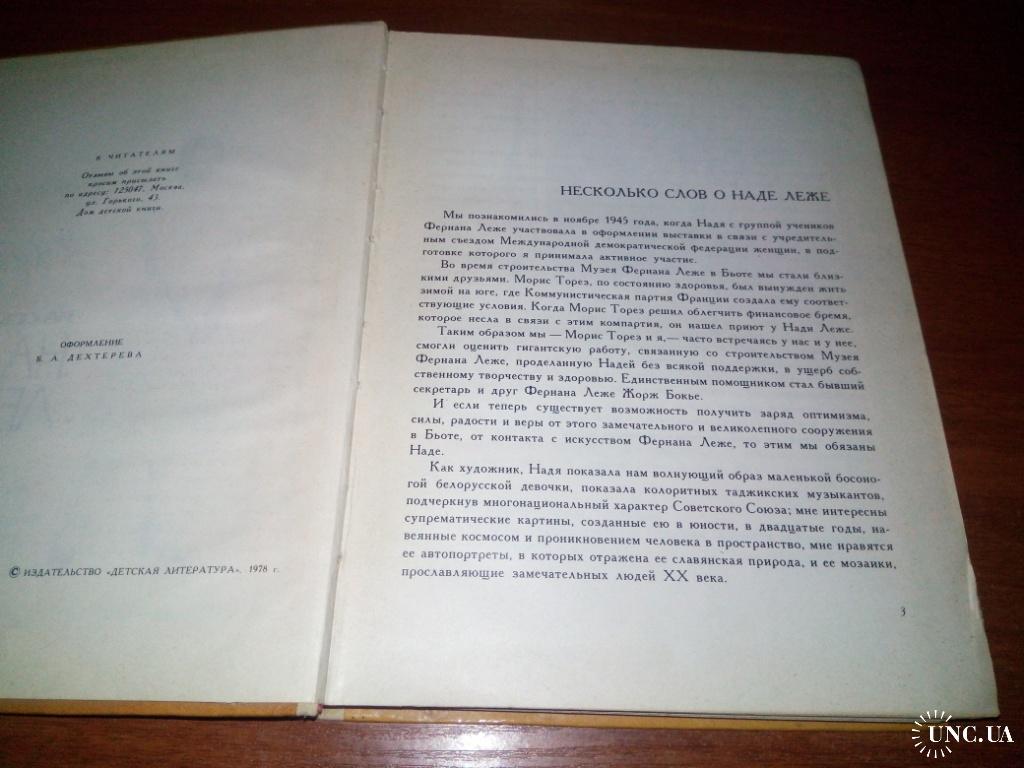 К ЧИТАТЕЛЯМ
Отзывы об этой книге
просим присылать
по адресу: 125047, Москва,
ул. Горького, 43.
Дом детской книги.
ОФОРМЛЕНИЕ
Б. А. ДЕХТЕРЕВА
© ИЗДАТЕЛЬСТВО «ДЕТСКАЯ ЛИТЕРАТУРА», 1978 г.
НЕСКОЛЬКО СЛОВ О НАДЕ ЛЕЖЕ
Мы познакомились в ноябре 1945 года, когда Надя с группой учеников
Фернана Леже участвовала в оформлении выставки в связи с учредитель-
ным съездом Международной демократической федерации женщин, в под-
готовке которого я принимала активное участие.
Во время строительства Музея Фернана Леже в Бьоте мы стали близ-
кими друзьями. Морис Торез, по состоянию здоровья, был вынужден жить
зимой на юге, где Коммунистическая партия Франции создала ему соответ-
ствующие условия. Когда Морис Торез решил облегчить финансовое бремя,
которое несла в связи с этим компартия, он нашел приют у Нади Леже.
Таким образом мы — Морис Торез и я,— часто встречаясь у нас и у нее,
смогли оценить гигантскую работу, связанную со строительством Музея
Фернана Леже, проделанную Надей без всякой поддержки, в ущерб соб-
ственному творчеству и здоровью. Единственным помощником стал бывший
секретарь и друг Фернана Леже Жорж Бокье.
И если теперь существует возможность получить заряд оптимизма,
силы, радости и веры от этого замечательного и великолепного сооружения
в Бьоте, от контакта с искусством Фернана Леже, то этим мы обязаны
Наде.
Как художник, Надя показала нам волнующий образ маленькой босоно-
гой белорусской девочки, показала колоритных таджикских музыкантов,
подчеркнув многонациональный характер Советского Союза; мне интересны
супрематические картины, созданные ею в юности, в двадцатые годы, на-
веянные космосом и проникновением человека в пространство, мне нравятся
ее автопортреты, в которых отражена ее славянская природа, и ее мозаики,
прославляющие замечательных людей XX века.
3
UNC.UA